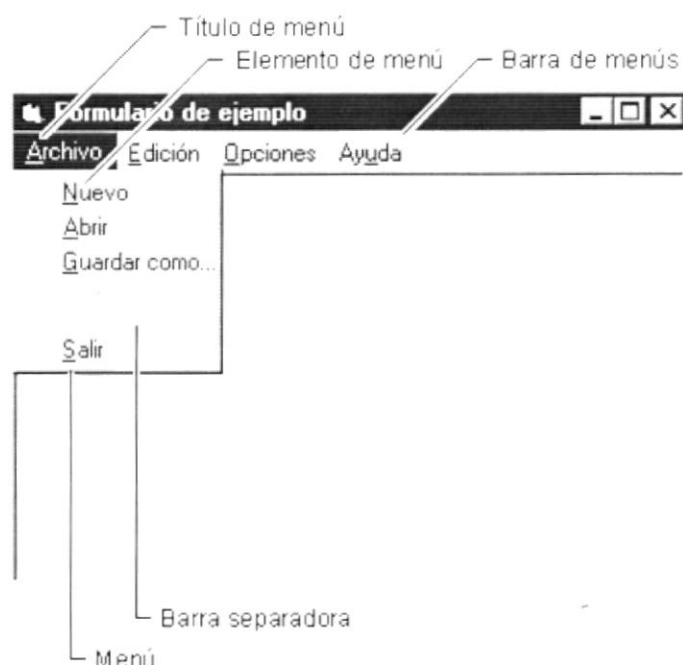 Título de menú
Elemento de menú
Barra de menús
Formulario de ejemplo
Archivo Edición Opciones Ayuda
Nuevo
Abrir
Guardar como...
Salir
Barra separadora
Menú